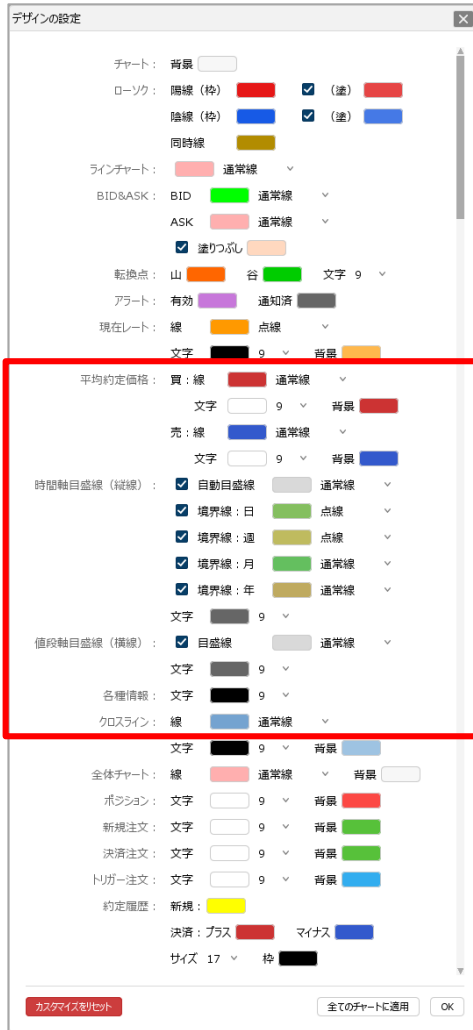 デザインの設定
チャート： 背景
ローソク： 陽線（枠） （塗）
陰線（枠） （塗）
同時線
ラインチャート： 通常線
BID&ASK： BID 通常線
ASK 通常線
塗りつぶし
転換点： 山 谷 文字 9
アラート： 有効 通知済
現在レート： 線 点線
文字 9 背景
平均約定価格： 買：線 通常線
文字 9 背景
売：線 通常線
文字 9 背景
時間軸目盛線（縦線）： 自動目盛線 通常線
境界線：日 点線
境界線：週 点線
境界線：月 通常線
境界線：年 通常線
文字 9
値段軸目盛線（横線）： 目盛線 通常線
文字 9
各種情報： 文字 9
クロスライン： 線 通常線
文字 9 背景
全体チャート： 線 通常線 背景
ポジション： 文字 9 背景
新規注文： 文字 9 背景
決済注文： 文字 9 背景
トリガー注文： 文字 9 背景
約定履歴： 新規：
決済：プラス マイナス
サイズ 17 枠
カスタマイズをリセット 全てのチャートに適用 OK